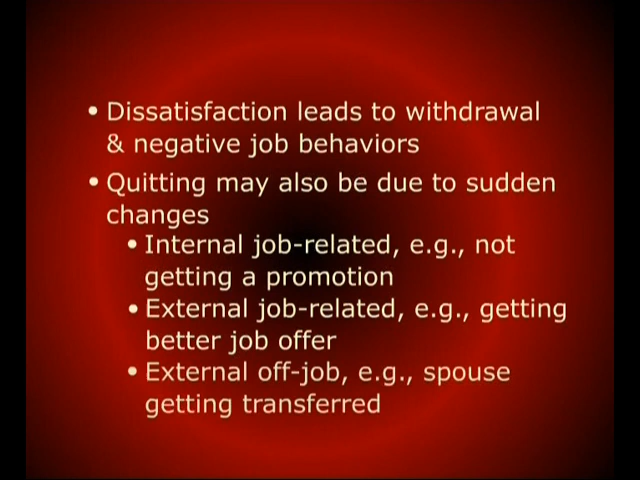 • Dissatisfaction leads to withdrawal
& negative job behaviors
• Quitting may also be due to sudden
changes
• Internal job-related, e.g., not
getting a promotion
• External job-related, e.g., getting
better job offer
• External off-job, e.g., spouse
getting transferred